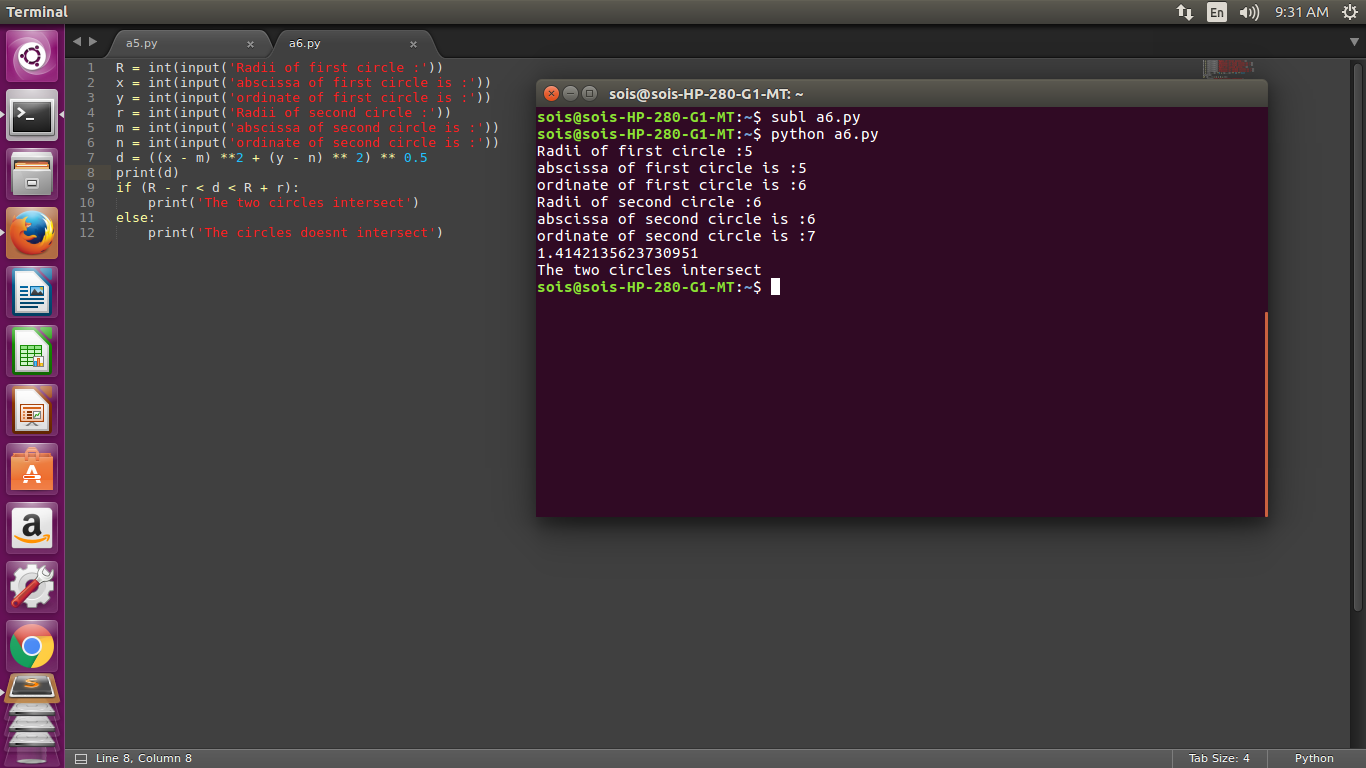 Terminal
En
9:31 AM
a5.py
a6.py
1 R = int(input('Radii of first circle :'))
2 x = int(input('abscissa of first circle is :'))
3 y = int(input('ordinate of first circle is :'))
4 r = int(input('Radii of second circle :'))
5 m = int(input('abscissa of second circle is :'))
6 n = int(input('ordinate of second circle is :'))
7 d = ((x - m) **2 + (y - n) ** 2) ** 0.5
8 print(d)
9 if (R - r < d < R + r):
10     print('The two circles intersect')
11 else:
12     print('The circles doesnt intersect')
sois@sois-HP-280-G1-MT: ~
sois@sois-HP-280-G1-MT:~$ subl a6.py
sois@sois-HP-280-G1-MT:~$ python a6.py
Radii of first circle :5
abscissa of first circle is :5
ordinate of first circle is :6
Radii of second circle :6
abscissa of second circle is :6
ordinate of second circle is :7
1.4142135623730951
The two circles intersect
sois@sois-HP-280-G1-MT:~$
Line 8, Column 8
Tab Size: 4
Python